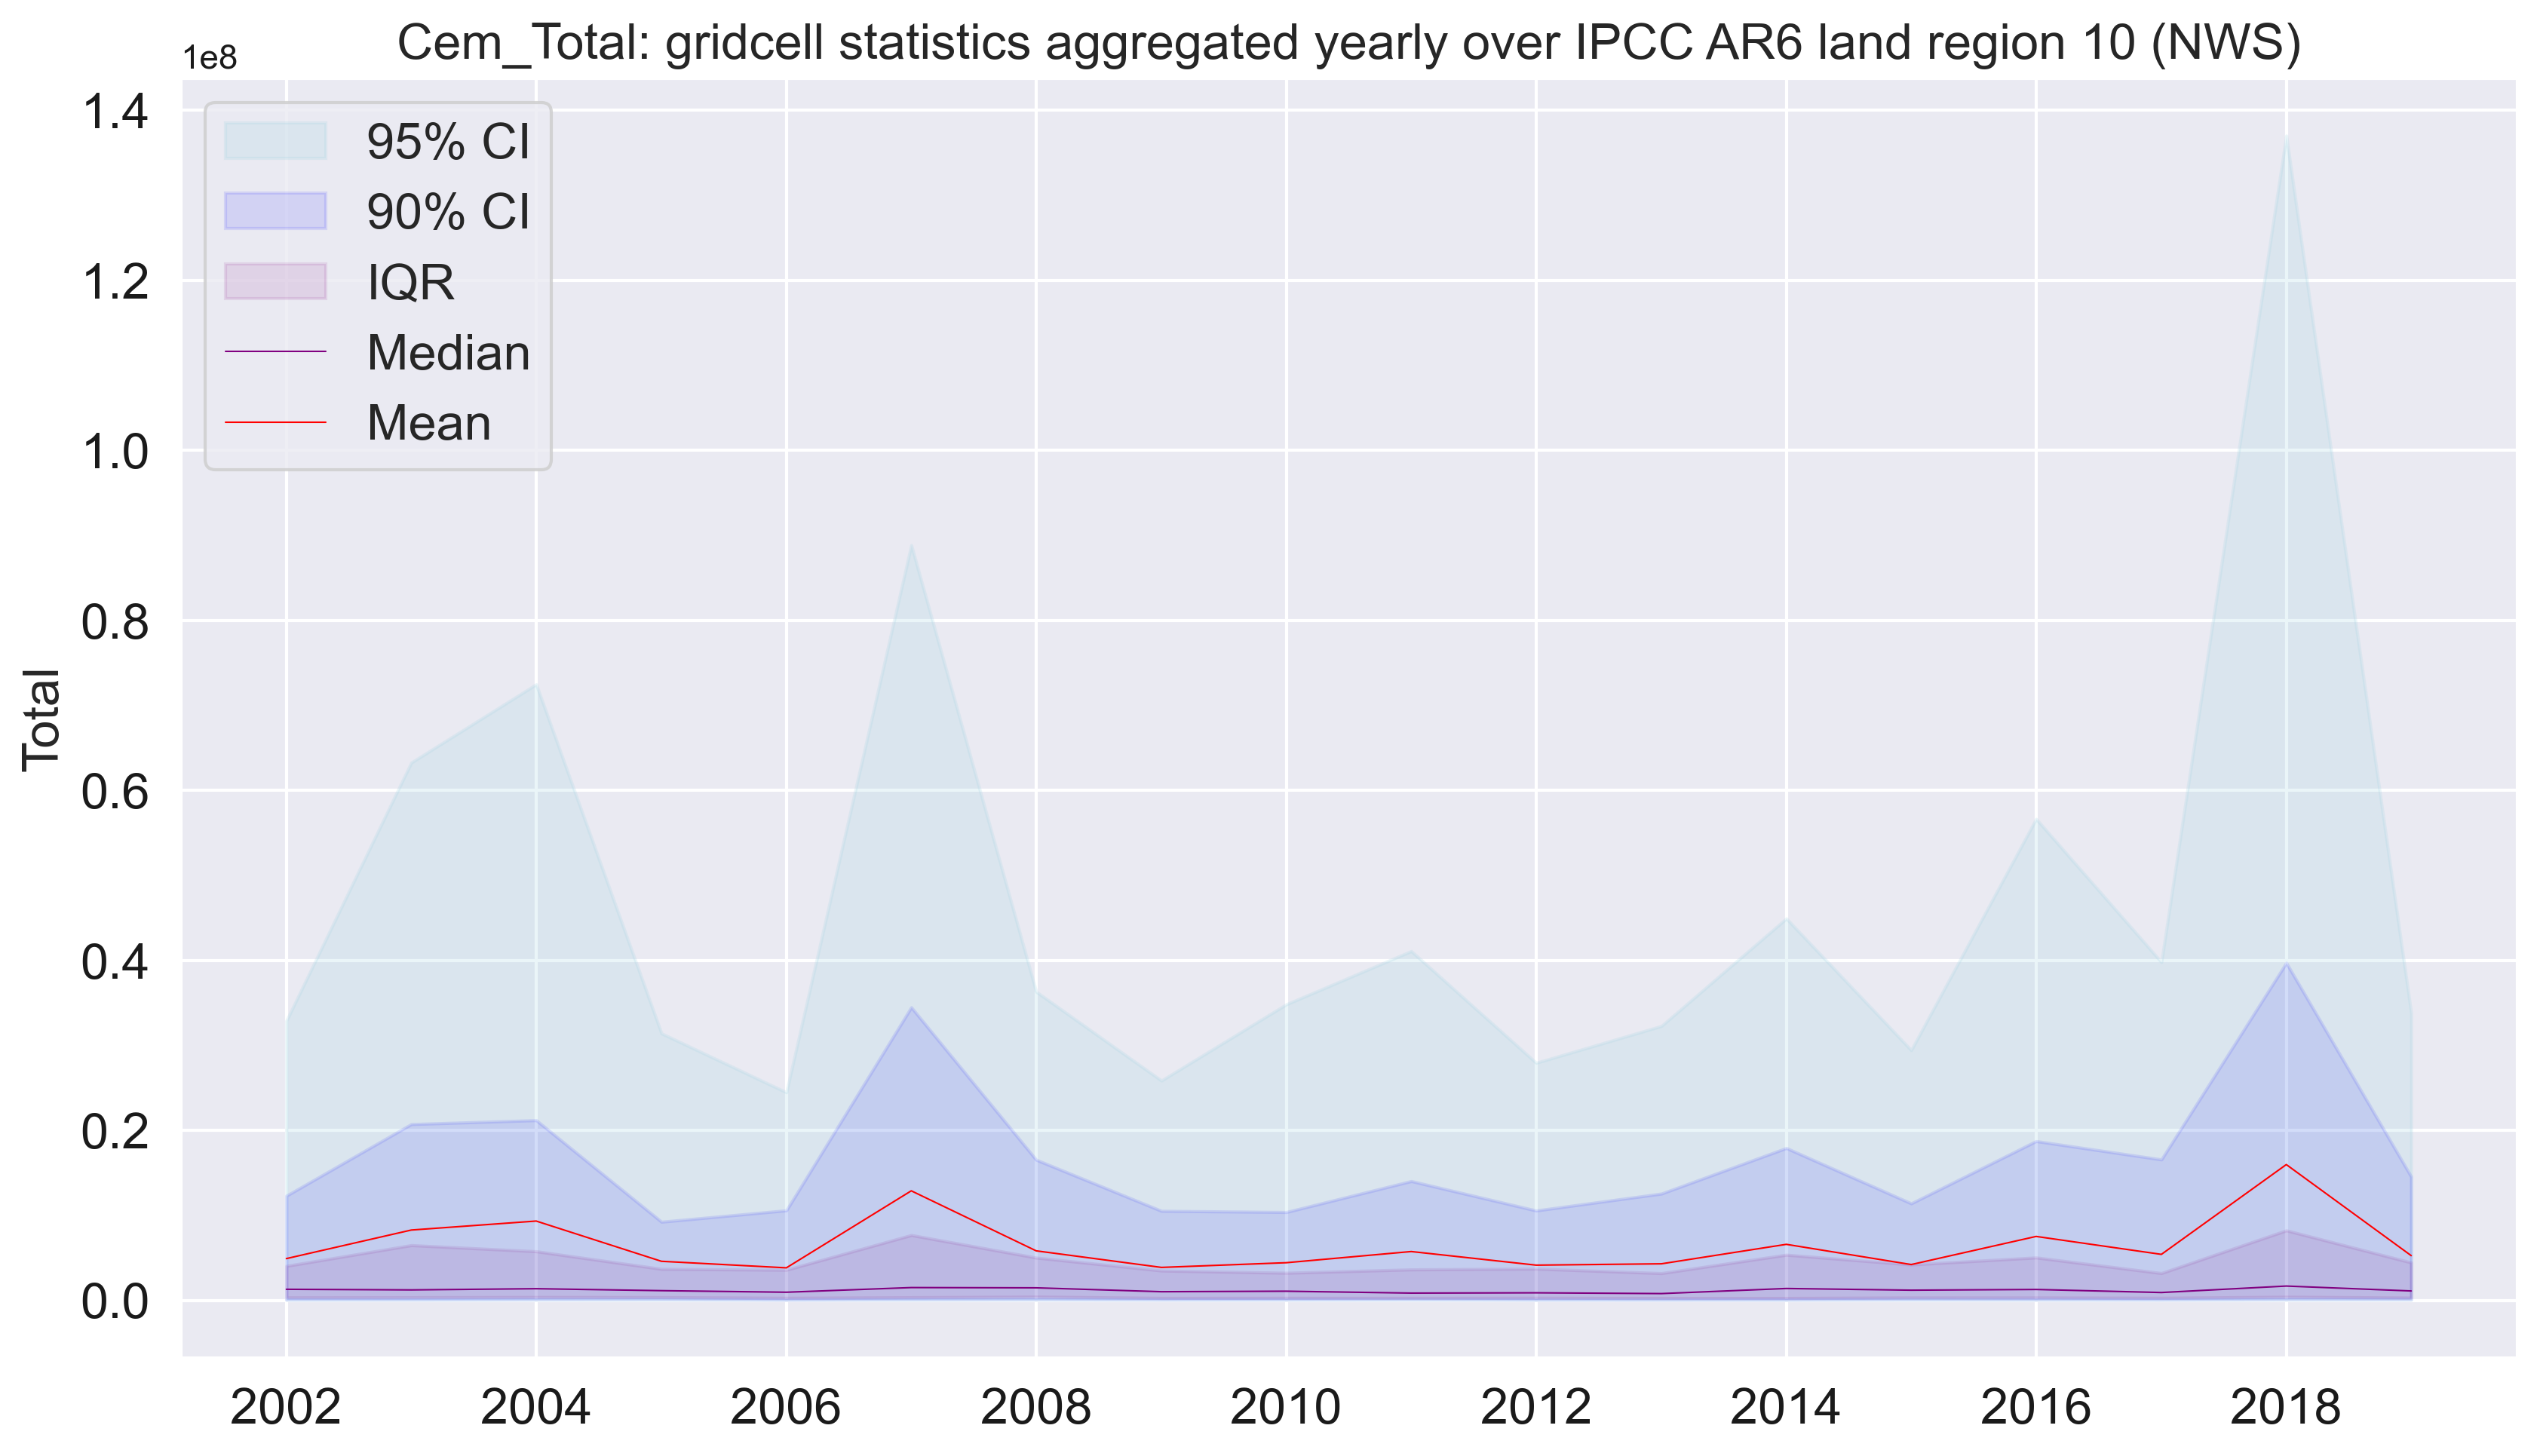 Cem_Total: gridcell statistics aggregated yearly over IPCC AR6 land region 10 (NWS)
1e8
1.4
1.2
1.0
0.8
0.6
0.4
0.2
0.0
Total
95% CI
90% CI
IQR
Median
Mean
2002 2004 2006 2008 2010 2012 2014 2016 2018